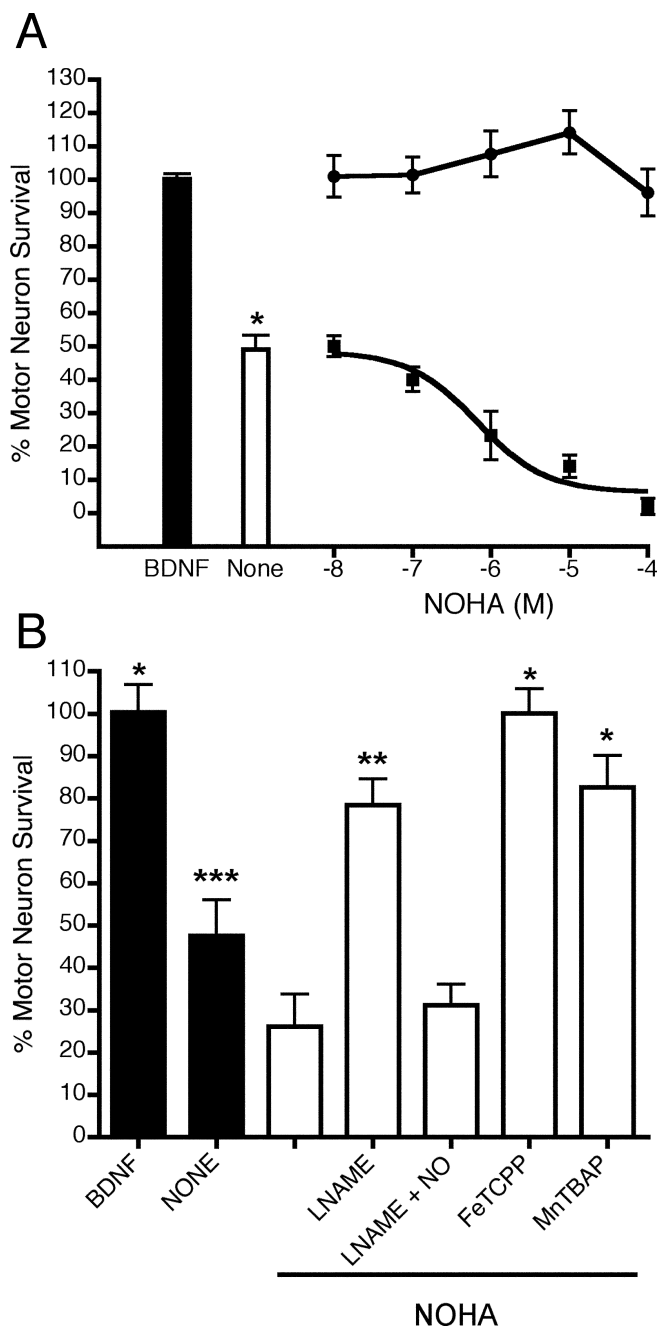 A
% Motor Neuron Survival
130
120
110
100
90
80
70
60
50
40
30
20
10
0
*
BDNF None -8 -7 -6 -5 -4
NOHA (M)
B
% Motor Neuron Survival
110
100
90
80
70
60
50
40
30
20
10
0
* *** ** * *
BDNF
NONE
LNAME
LNAME + NO
FeTCPP
MnTBAP
NOHA